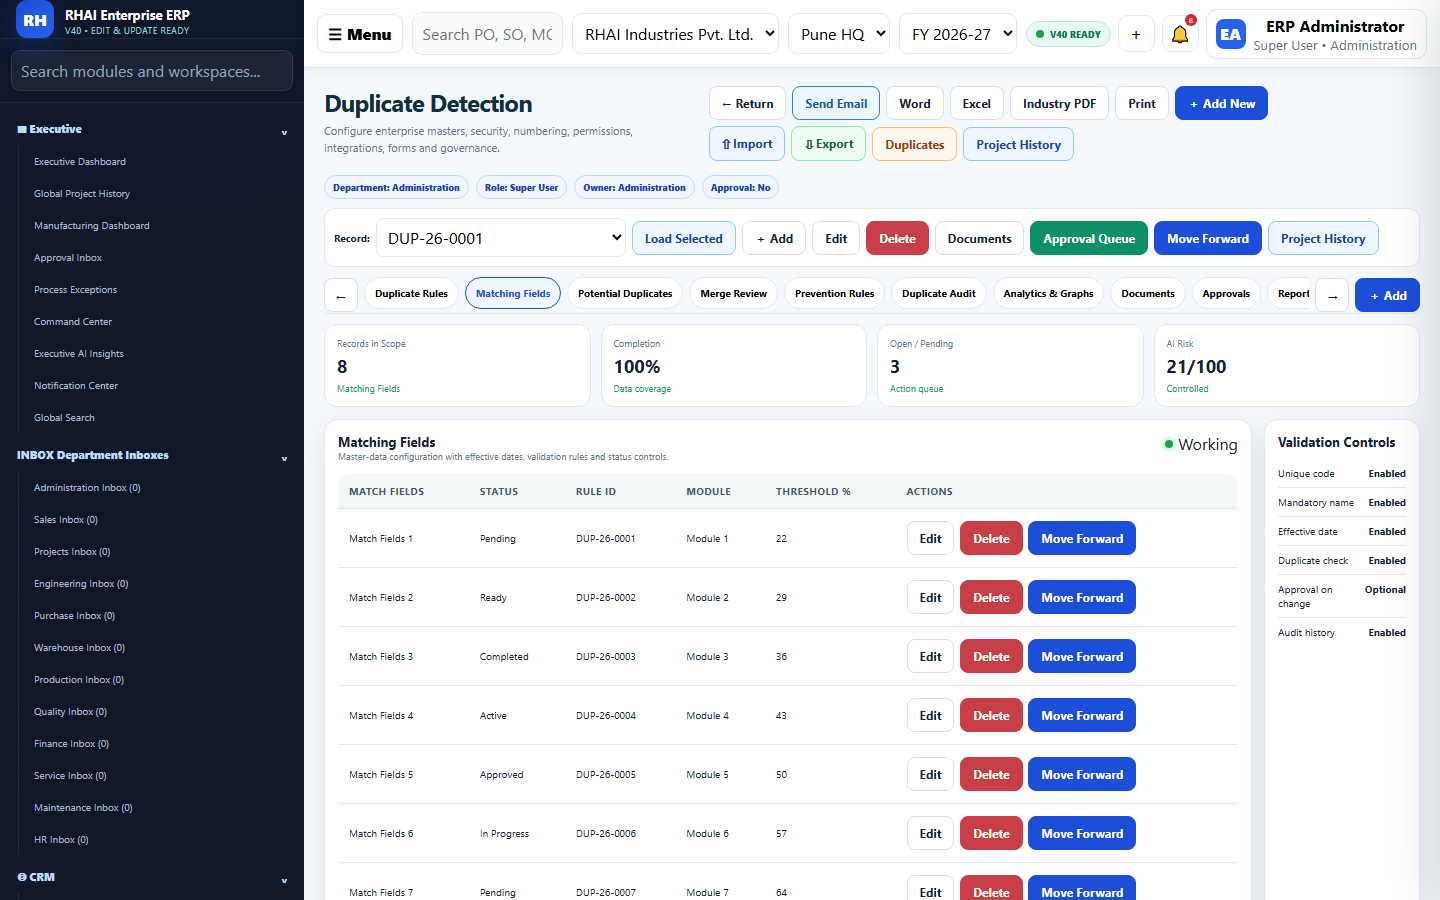 RH
RHAI Enterprise ERP
V40 • EDIT & UPDATE READY
Search modules and workspaces...
Executive
Executive Dashboard
Global Project History
Manufacturing Dashboard
Approval Inbox
Process Exceptions
Command Center
Executive AI Insights
Notification Center
Global Search
INBOX Department Inboxes
Administration Inbox (0)
Sales Inbox (0)
Projects Inbox (0)
Engineering Inbox (0)
Purchase Inbox (0)
Warehouse Inbox (0)
Production Inbox (0)
Quality Inbox (0)
Finance Inbox (0)
Service Inbox (0)
Maintenance Inbox (0)
HR Inbox (0)
CRM
☰ Menu
Search PO, SO, MO
RHAI Industries Pvt. Ltd.
Pune HQ
FY 2026-27
V40 READY
+
8
EA
ERP Administrator
Super User • Administration
Duplicate Detection
Configure enterprise masters, security, numbering, permissions,
integrations, forms and governance.
← Return
Send Email
Word
Excel
Industry PDF
Print
+ Add New
⇧ Import
⇩ Export
Duplicates
Project History
Department: Administration
Role: Super User
Owner: Administration
Approval: No
Record:
DUP-26-0001
Load Selected
+ Add
Edit
Delete
Documents
Approval Queue
Move Forward
Project History
←
Duplicate Rules
Matching Fields
Potential Duplicates
Merge Review
Prevention Rules
Duplicate Audit
Analytics & Graphs
Documents
Approvals
Report
→
+ Add
Records in Scope
8
Matching Fields
Completion
100%
Data coverage
Open / Pending
3
Action queue
AI Risk
21/100
Controlled
Matching Fields
Master-data configuration with effective dates, validation rules and status controls.
Working
MATCH FIELDS STATUS RULE ID MODULE THRESHOLD % ACTIONS
Match Fields 1 Pending DUP-26-0001 Module 1 22 Edit Delete Move Forward
Match Fields 2 Ready DUP-26-0002 Module 2 29 Edit Delete Move Forward
Match Fields 3 Completed DUP-26-0003 Module 3 36 Edit Delete Move Forward
Match Fields 4 Active DUP-26-0004 Module 4 43 Edit Delete Move Forward
Match Fields 5 Approved DUP-26-0005 Module 5 50 Edit Delete Move Forward
Match Fields 6 In Progress DUP-26-0006 Module 6 57 Edit Delete Move Forward
Match Fields 7 Pending DUP-26-0007 Module 7 64 Edit Delete Move Forward
Validation Controls
Unique code Enabled
Mandatory name Enabled
Effective date Enabled
Duplicate check Enabled
Approval on change Optional
Audit history Enabled